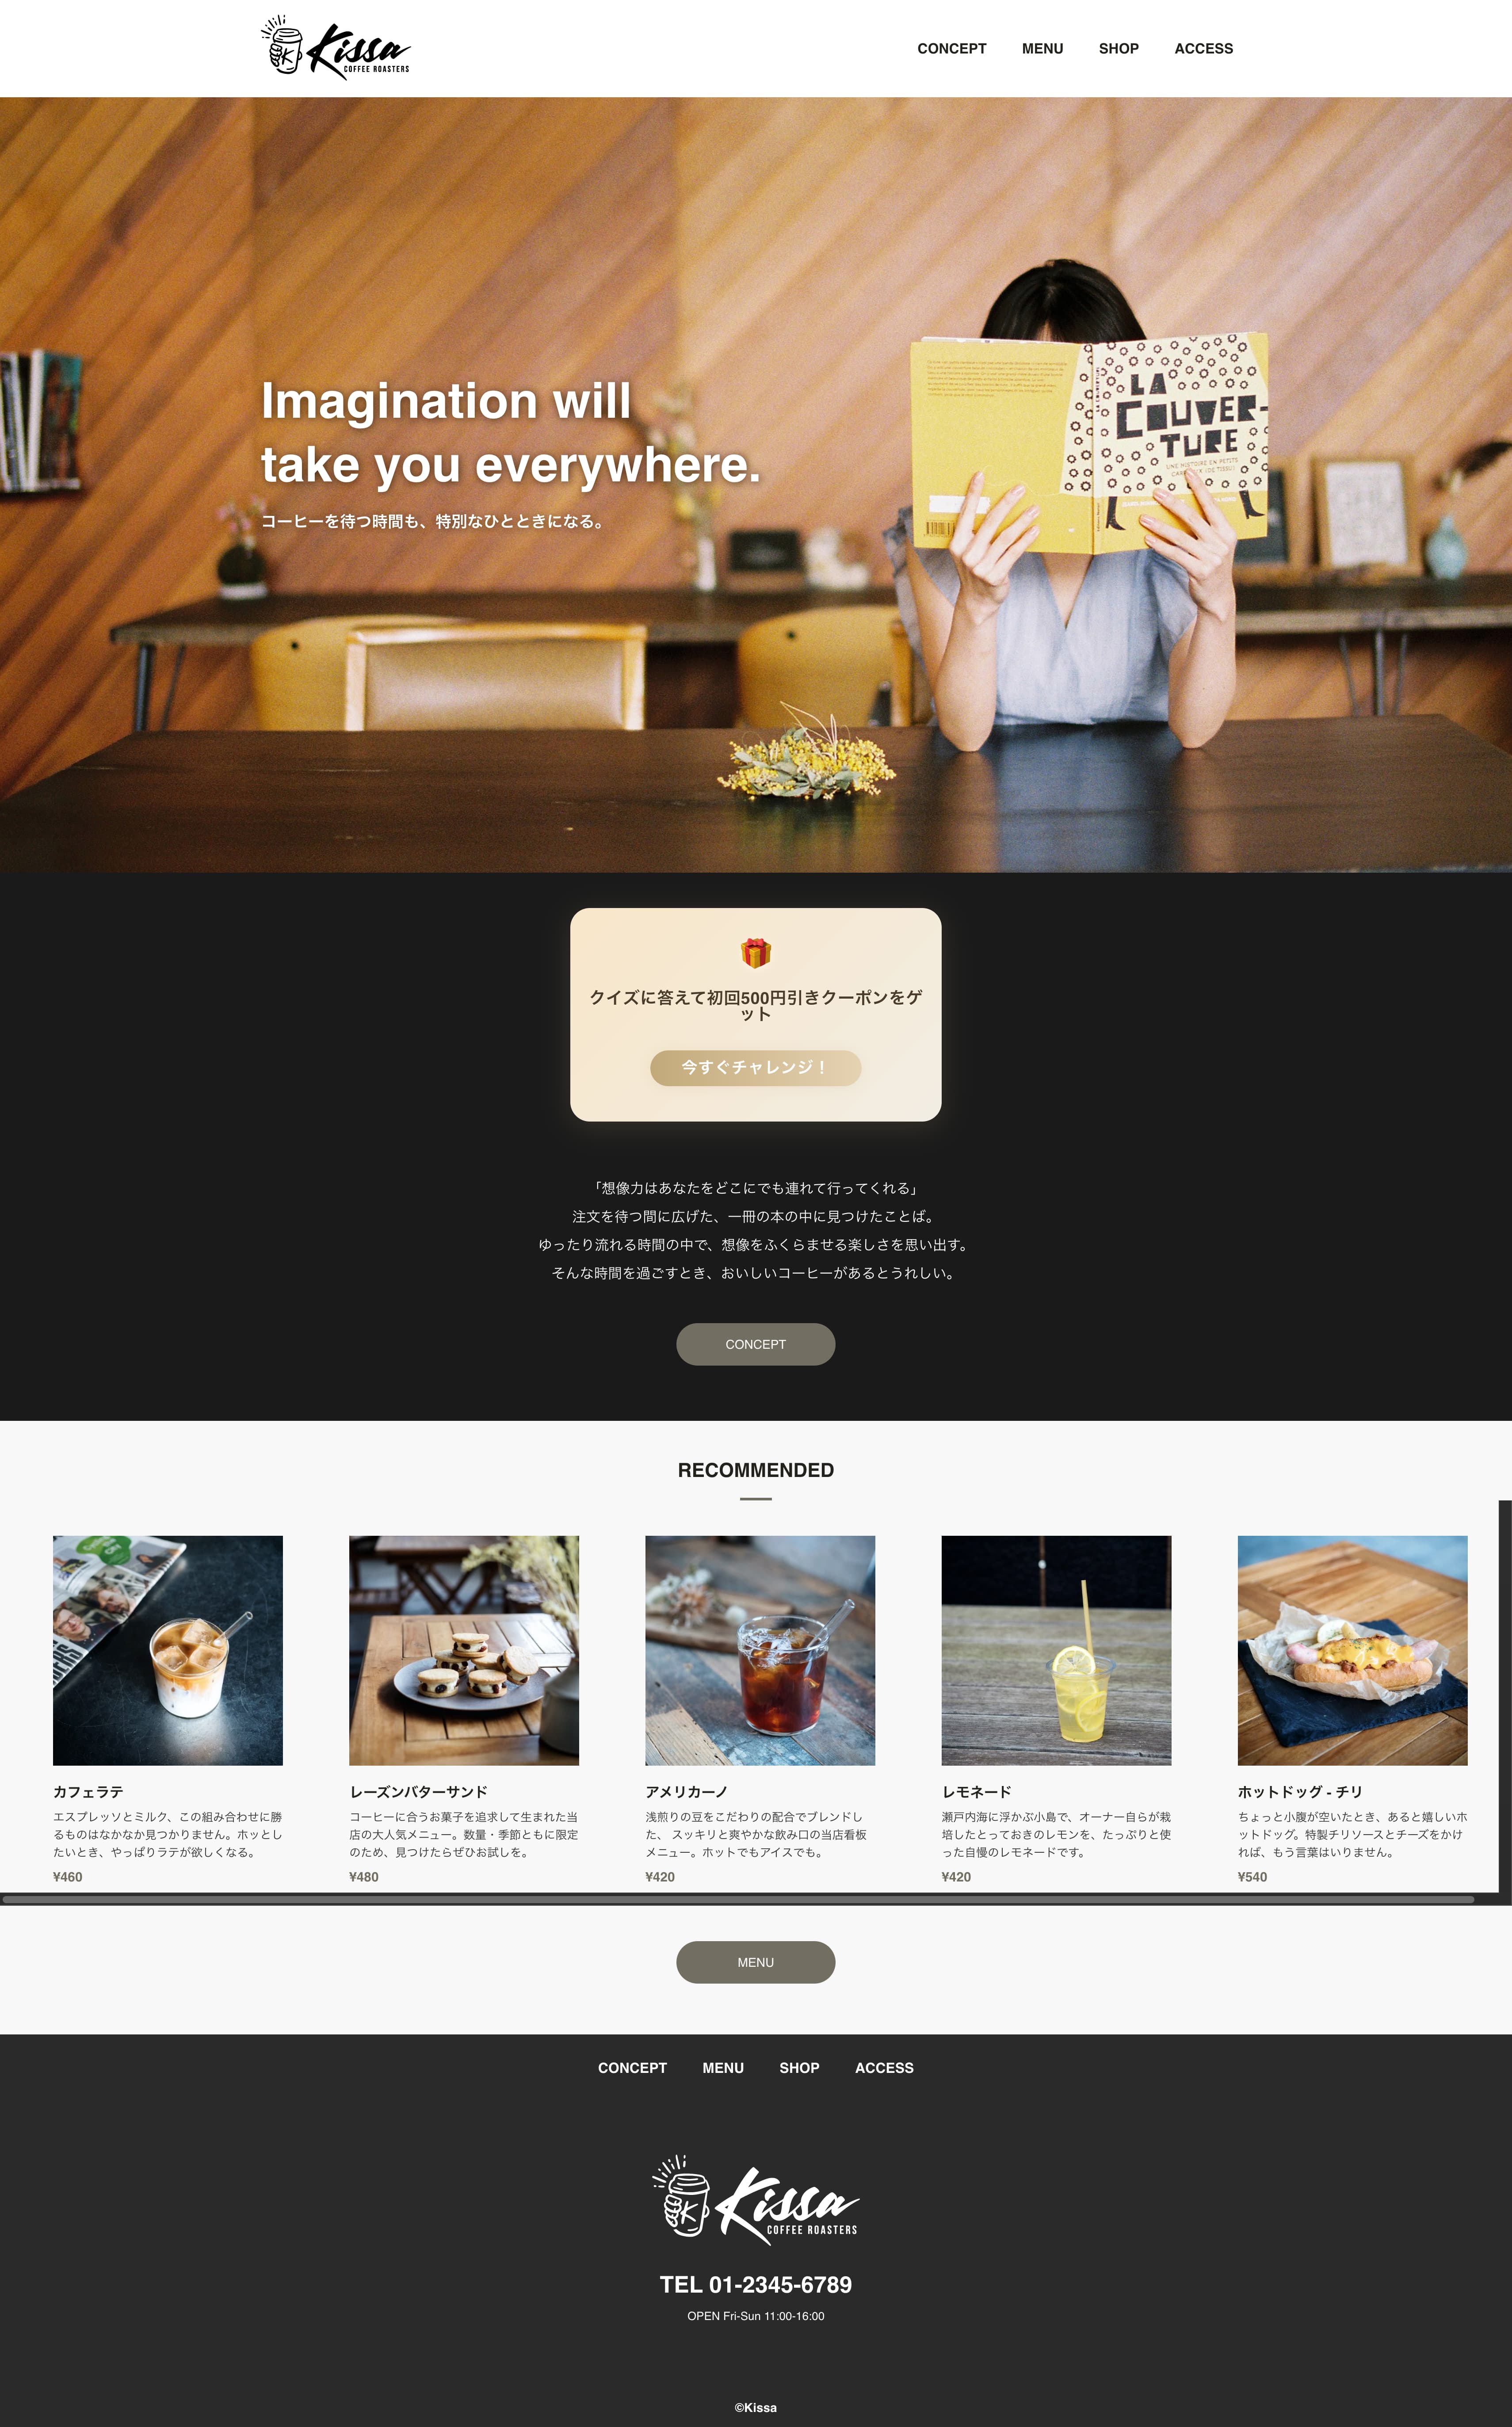 K Kissa
COFFEE ROASTERS
CONCEPT MENU SHOP ACCESS
LA
COUVER-
TURE
UNE HISTOIRE EN PETITS
Imagination will
take you everywhere.
コーヒーを待つ時間も、特別なひとときになる。
クイズに答えて初回500円引きクーポンをゲ
ット
今すぐチャレンジ！
「想像力はあなたをどこにでも連れて行ってくれる」
注文を待つ間に広げた、一冊の本の中に見つけたことば。
ゆったり流れる時間の中で、想像をふくらませる楽しさを思い出す。
そんな時間を過ごすとき、おいしいコーヒーがあるとうれしい。
CONCEPT
RECOMMENDED
カフェラテ
エスプレッソとミルク、この組み合わせに勝
るものはなかなか見つかりません。ホッとし
たいとき、やっぱりラテが欲しくなる。
¥460
レーズンバターサンド
コーヒーに合うお菓子を追求して生まれた当
店の大人気メニュー。数量・季節ともに限定
のため、見つけたらぜひお試しを。
¥480
アメリカーノ
浅煎りの豆をこだわりの配合でブレンドし
た、 スッキリと爽やかな飲み口の当店看板
メニュー。ホットでもアイスでも。
¥420
レモネード
瀬戸内海に浮かぶ小島で、オーナー自らが栽
培したとっておきのレモンを、たっぷりと使
った自慢のレモネードです。
¥420
ホットドッグ - チリ
ちょっと小腹が空いたとき、あると嬉しいホ
ットドッグ。特製チリソースとチーズをかけ
れば、もう言葉はいりません。
¥540
MENU
CONCEPT MENU SHOP ACCESS
K Kissa
COFFEE ROASTERS
TEL 01-2345-6789
OPEN Fri-Sun 11:00-16:00
©Kissa